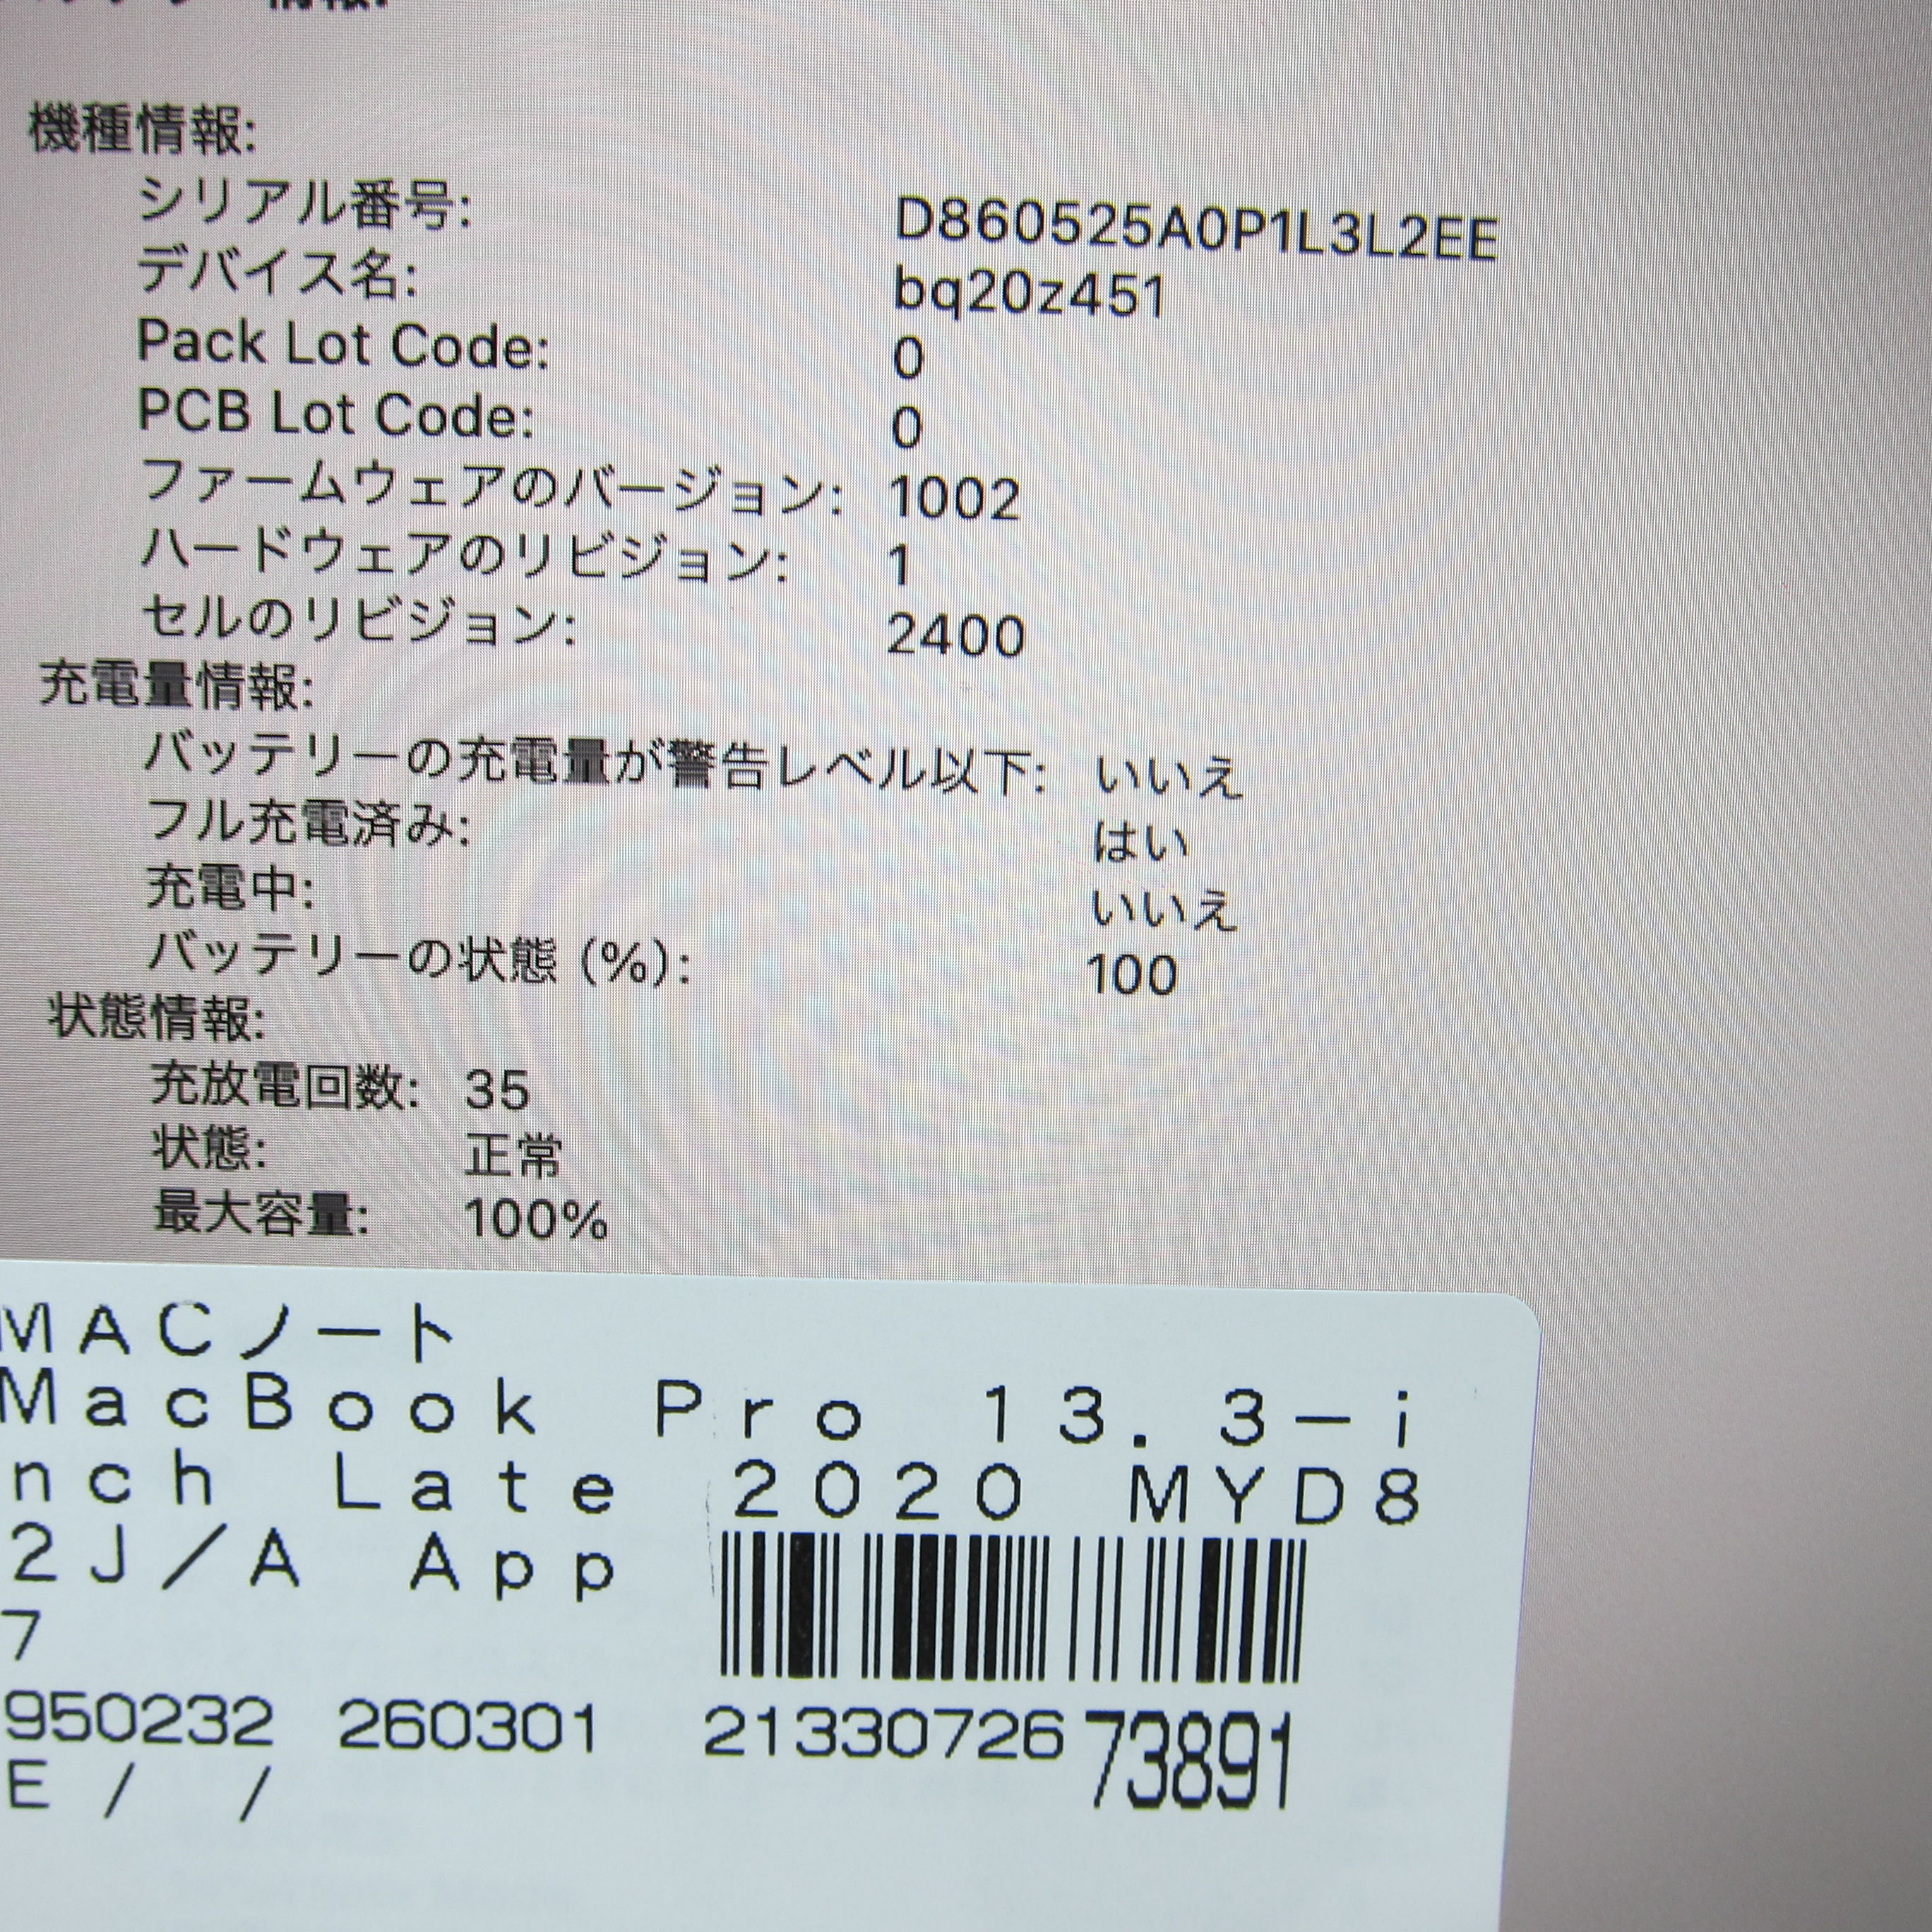 機種情報:
シリアル番号: D860525A0P1L3L2EE
デバイス名: bq20z451
Pack Lot Code: 0
PCB Lot Code: 0
ファームウェアのバージョン: 1002
ハードウェアのリビジョン: 1
セルのリビジョン: 2400
充電量情報:
バッテリーの充電量が警告レベル以下: いいえ
フル充電済み: はい
充電中: いいえ
バッテリーの状態 (%): 100
状態情報:
充放電回数: 35
状態: 正常
最大容量: 100%
MACノート
MacBook Pro 13.3-i
nch Late 2020 MYD8
2J/A App
7
950232 260301 2133072673891
E / /